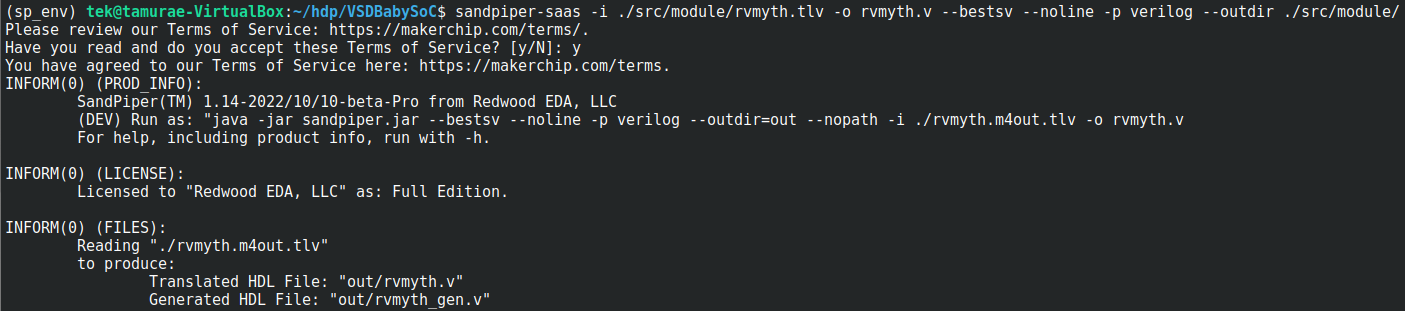 (sp_env) tek@tamurae-VirtualBox:~/hdp/VSDBabySoC$ sandpiper-saas -i ./src/module/rvmyth.tlv -o rvmyth.v --bestsv --noline -p verilog --outdir ./src/module/
Please review our Terms of Service: https://makerchip.com/terms/.
Have you read and do you accept these Terms of Service? [y/N]: y
You have agreed to our Terms of Service here: https://makerchip.com/terms.
INFORM(0) (PROD_INFO):
        SandPiper(TM) 1.14-2022/10/10-beta-Pro from Redwood EDA, LLC
        (DEV) Run as: "java -jar sandpiper.jar --bestsv --noline -p verilog --outdir=out --nopath -i ./rvmyth.m4out.tlv -o rvmyth.v
        For help, including product info, run with -h.

INFORM(0) (LICENSE):
        Licensed to "Redwood EDA, LLC" as: Full Edition.

INFORM(0) (FILES):
        Reading "./rvmyth.m4out.tlv"
        to produce:
                Translated HDL File: "out/rvmyth.v"
                Generated HDL File: "out/rvmyth_gen.v"